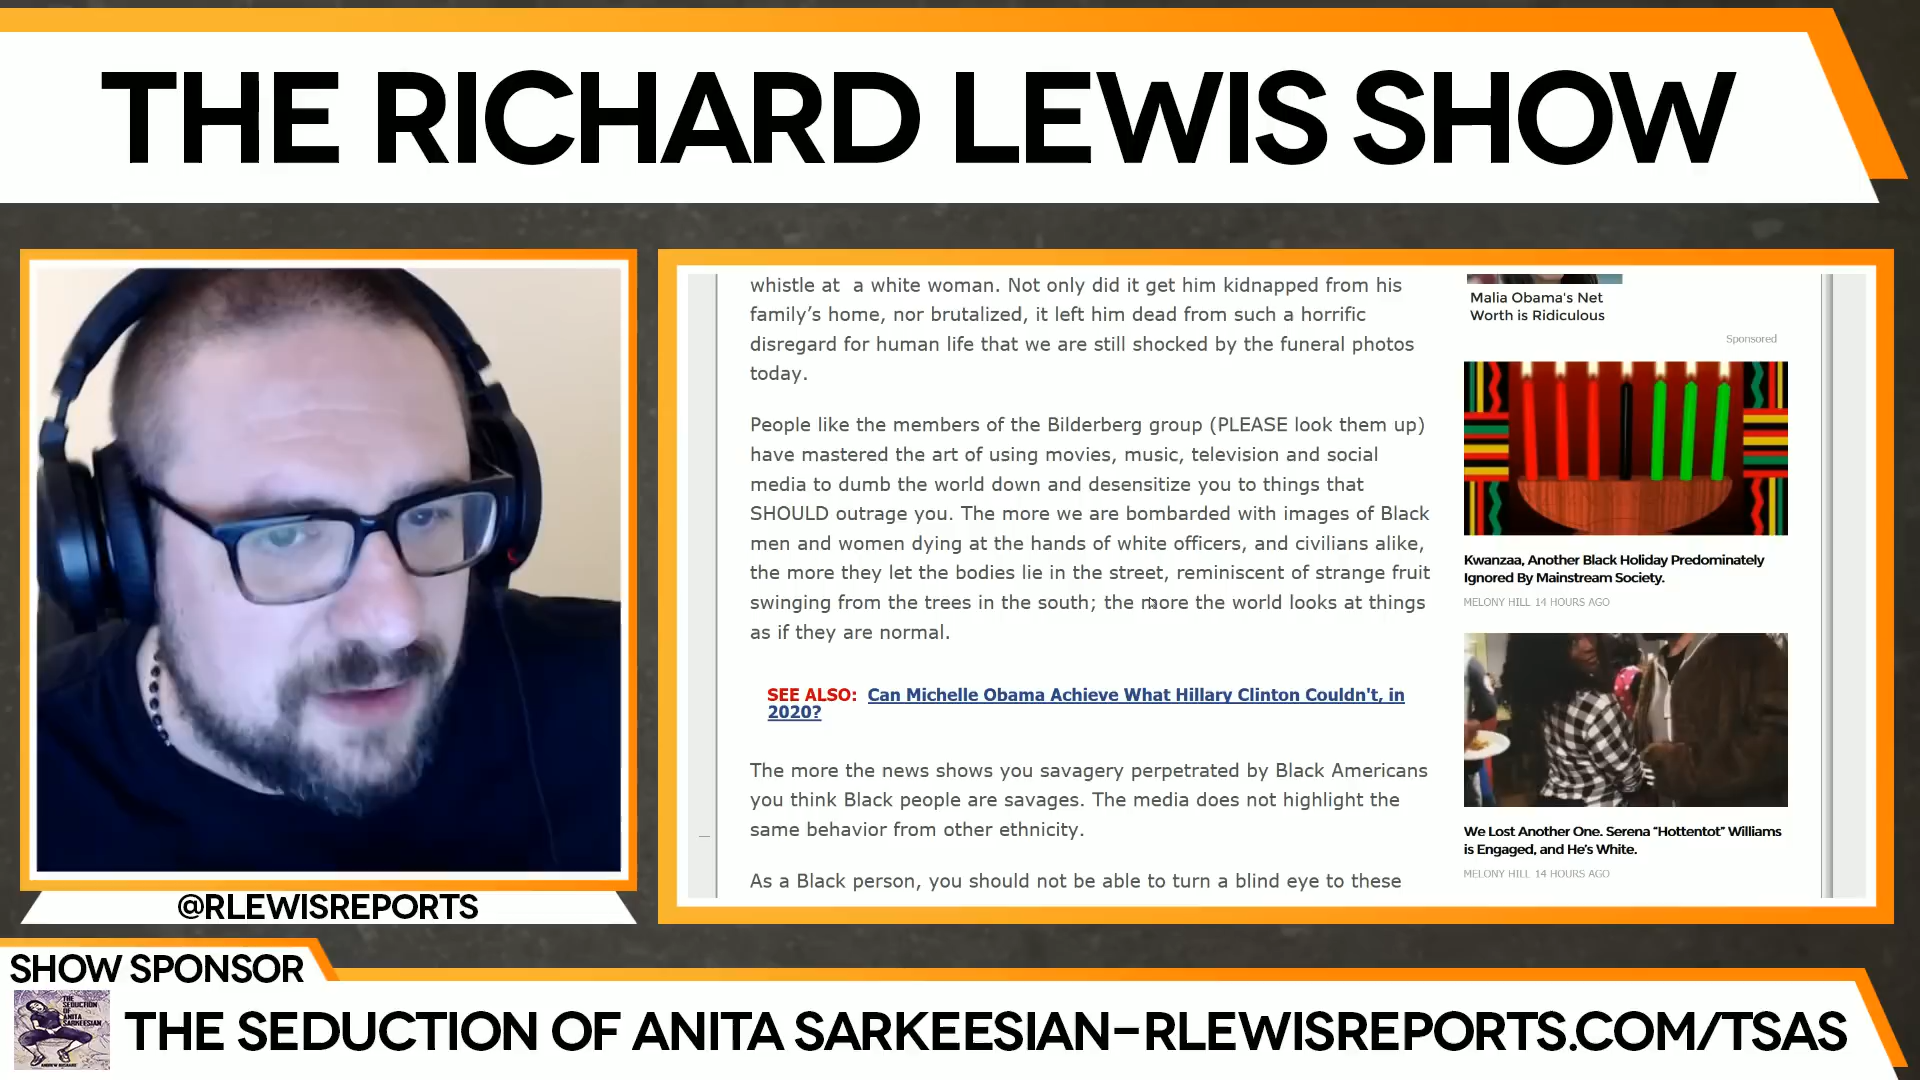 THE RICHARD LEWIS SHOW
whistle at a white woman. Not only did it get him kidnapped from his
family’s home, nor brutalized, it left him dead from such a horrific
disregard for human life that we are still shocked by the funeral photos
today.
People like the members of the Bilderberg group (PLEASE look them up)
have mastered the art of using movies, music, television and social
media to dumb the world down and desensitize you to things that
SHOULD outrage you. The more we are bombarded with images of Black
men and women dying at the hands of white officers, and civilians alike,
the more they let the bodies lie in the street, reminiscent of strange fruit
swinging from the trees in the south; the more the world looks at things
as if they are normal.
SEE ALSO: Can Michelle Obama Achieve What Hillary Clinton Couldn't, in
2020?
The more the news shows you savagery perpetrated by Black Americans
you think Black people are savages. The media does not highlight the
same behavior from other ethnicity.
As a Black person, you should not be able to turn a blind eye to these
Malia Obama's Net
Worth is Ridiculous
Sponsored
Kwanzaa, Another Black Holiday Predominately
Ignored By Mainstream Society.
MELONY HILL 14 HOURS AGO
We Lost Another One. Serena “Hottentot” Williams
is Engaged, and He’s White.
MELONY HILL 14 HOURS AGO
@RLEWISREPORTS
SHOW SPONSOR
THE
SEDUCTION
OF
ANITA
SARKEESIAN
THE SEDUCTION OF ANITA SARKEESIAN-RLEWISREPORTS.COM/TSAS